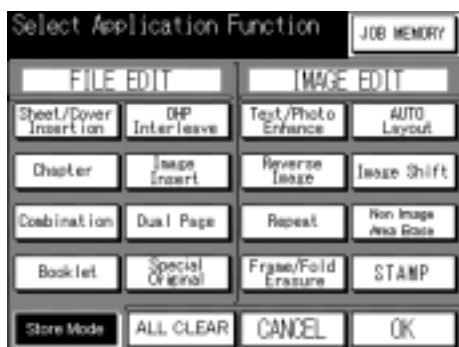 Select Application Function
JOB MEMORY
FILE EDIT
IMAGE EDIT
Sheet/Cover
Insertion
OHP
Interleave
Text/Photo
Enhance
AUTO
Layout
Chapter
Image
Insert
Reverse
Image
Image Shift
Combination
Dual Page
Repeat
Non Image
Area Erase
Booklet
Special
Original
Frame/Fold
Erasure
STAMP
Store Mode
ALL CLEAR
CANCEL
OK